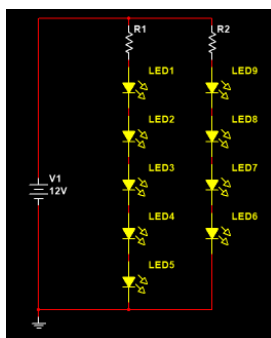 R1 R2
LED1 LED9
LED2 LED8
LED3 LED7
V1
12V
LED4 LED6
LED5